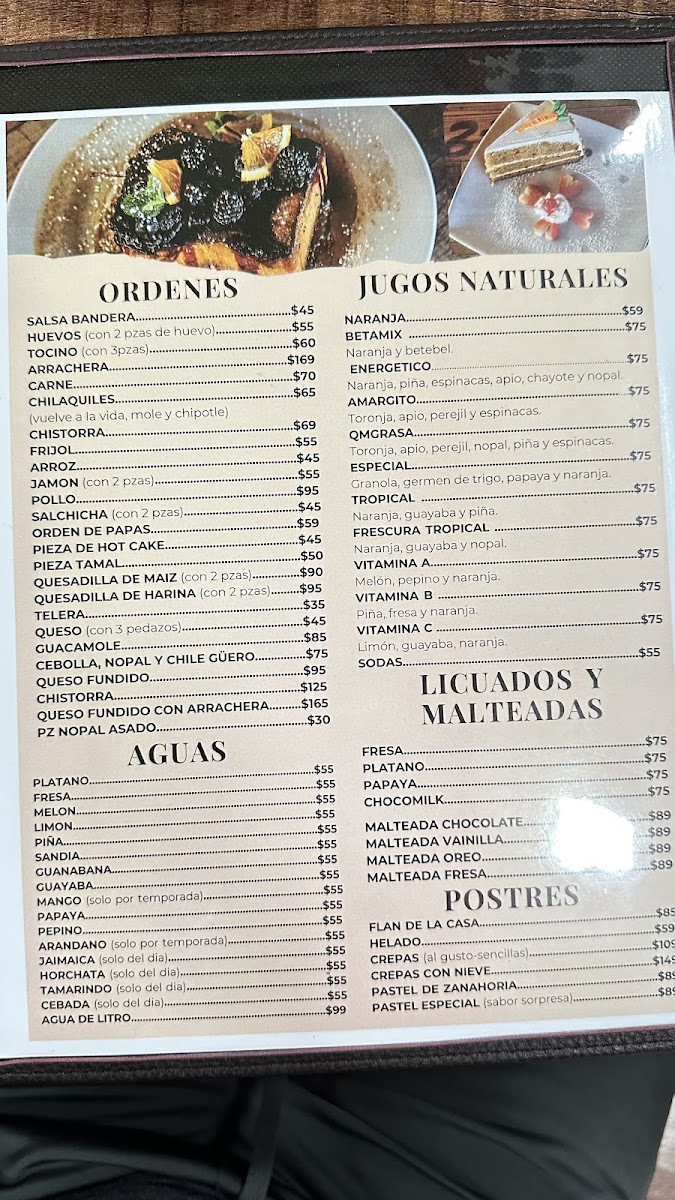 ORDENES
SALSA BANDERA..........$45
HUEVOS (con 2 pzas de huevo)..........$55
TOCINO (con 3pzas)..........$60
ARRACHERA..........$169
CARNE..........$70
CHILAQUILES..........$65
(vuelve a la vida, mole y chipotle)
CHISTORRA..........$69
FRIJOL..........$55
ARROZ..........$45
JAMON (con 2 pzas)..........$55
POLLO..........$95
SALCHICHA (con 2 pzas)..........$45
ORDEN DE PAPAS..........$59
PIEZA DE HOT CAKE..........$45
PIEZA TAMAL..........$50
QUESADILLA DE MAIZ (con 2 pzas)..........$90
QUESADILLA DE HARINA (con 2 pzas)..........$95
TELERA..........$35
QUESO (con 3 pedazos)..........$45
GUACAMOLE..........$85
CEBOLLA, NOPAL Y CHILE GÜERO..........$75
QUESO FUNDIDO..........$95
CHISTORRA..........$125
QUESO FUNDIDO CON ARRACHERA..........$165
PZ NOPAL ASADO..........$30
AGUAS
PLATANO..........$55
FRESA..........$55
MELON..........$55
LIMON..........$55
PIÑA..........$55
SANDIA..........$55
GUANABANA..........$55
GUAYABA..........$55
MANGO (solo por temporada)..........$55
PAPAYA..........$55
PEPINO..........$55
ARANDANO (solo por temporada)..........$55
JAIMAICA (solo del dia)..........$55
HORCHATA (solo del dia)..........$55
TAMARINDO (solo del dia)..........$55
CEBADA (solo del dia)..........$55
AGUA DE LITRO..........$99
JUGOS NATURALES
NARANJA..........$59
BETAMIX ..........$75
Naranja y betebel.
ENERGETICO..........$75
Naranja, piña, espinacas, apio, chayote y nopal.
AMARGITO..........$75
Toronja, apio, perejil y espinacas.
QMGRASA..........$75
Toronja, apio, perejil, nopal, piña y espinacas.
ESPECIAL..........$75
Granola, germen de trigo, papaya y naranja.
TROPICAL ..........$75
Naranja, guayaba y piña.
FRESCURA TROPICAL ..........$75
Naranja, guayaba y nopal.
VITAMINA A..........$75
Melón, pepino y naranja.
VITAMINA B ..........$75
Piña, fresa y naranja.
VITAMINA C ..........$75
Limón, guayaba, naranja.
SODAS..........$55
LICUADOS Y
MALTEADAS
FRESA..........$75
PLATANO..........$75
PAPAYA..........$75
CHOCOMILK..........$75
MALTEADA CHOCOLATE..........$89
MALTEADA VAINILLA..........$89
MALTEADA OREO..........$89
MALTEADA FRESA..........$89
POSTRES
FLAN DE LA CASA..........$85
HELADO..........$59
CREPAS (al gusto-sencillas)..........$109
CREPAS CON NIEVE..........$149
PASTEL DE ZANAHORIA..........$89
PASTEL ESPECIAL (sabor sorpresa)..........$89